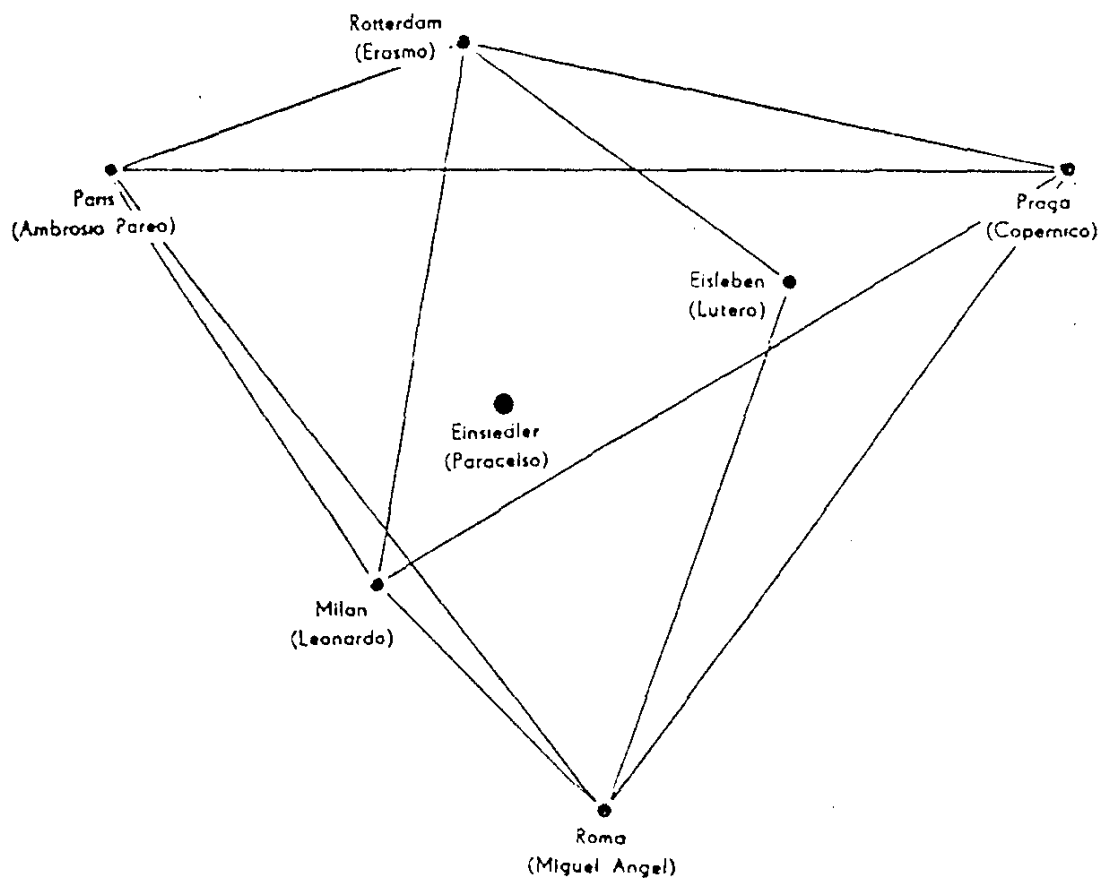 Rotterdam
(Erasmo)
Paris
(Ambrosio Pareo)
Praga
(Copernico)
Eisleben
(Lutero)
Einsiedler
(Paracelso)
Milan
(Leonardo)
Roma
(Miguel Angel)